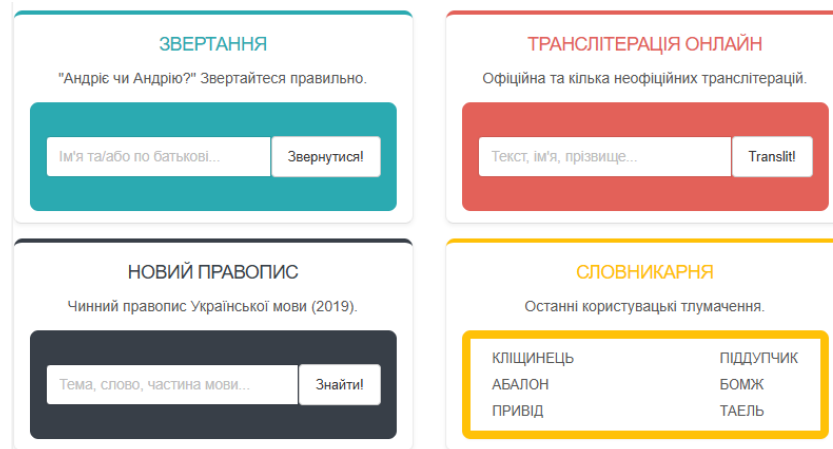 ЗВЕРТАННЯ
"Андріє чи Андрію?" Звертайтеся правильно.
Ім'я та/або по батькові...
Звернутися!
ТРАНСЛІТЕРАЦІЯ ОНЛАЙН
Офіційна та кілька неофіційних транслітерацій.
Текст, ім'я, прізвище...
Translit!
НОВИЙ ПРАВОПИС
Чинний правопис Української мови (2019).
Тема, слово, частина мови...
Знайти!
СЛОВНИКАРНЯ
Останні користувацькі тлумачення.
КЛІЩИНЕЦЬ
ПІДДУПЧИК
АБАЛОН
БОМЖ
ПРИВІД
ТАЕЛЬ